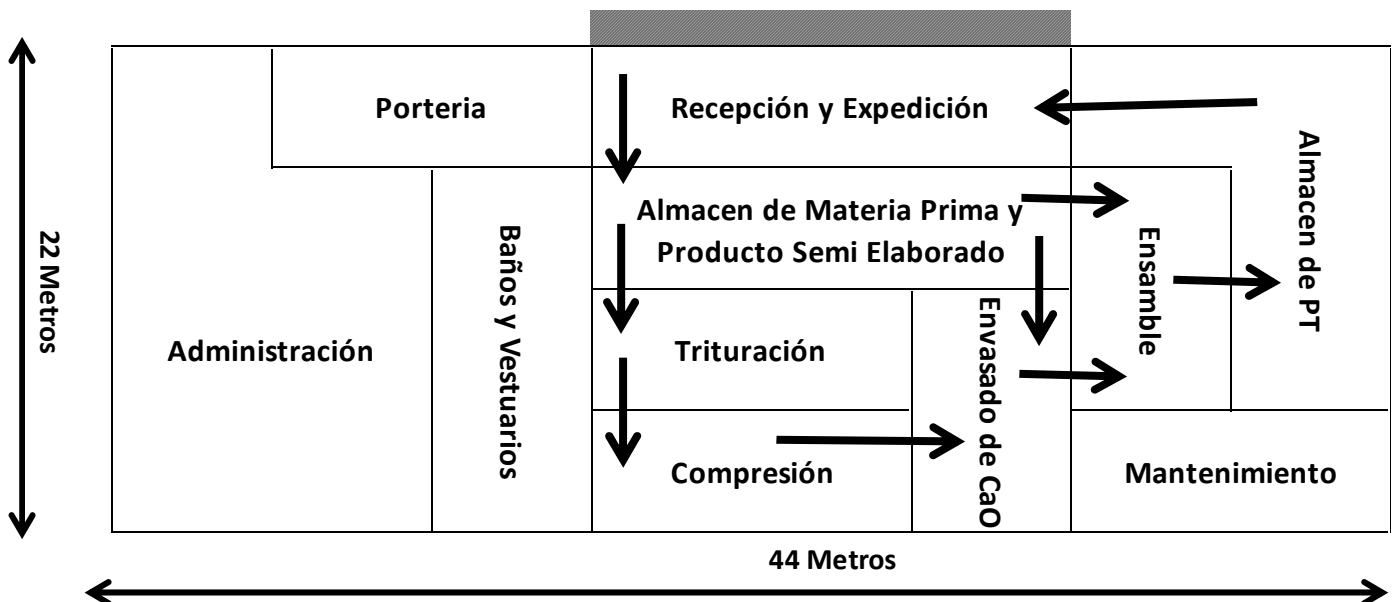 Porteria
Recepción y Expedición
Almacen de PT
22 Metros
Administración
Baños y Vestuarios
Almacen de Materia Prima y
Producto Semi Elaborado
Ensamble
Trituración
Envasado de CaO
Compresión
Mantenimiento
44 Metros